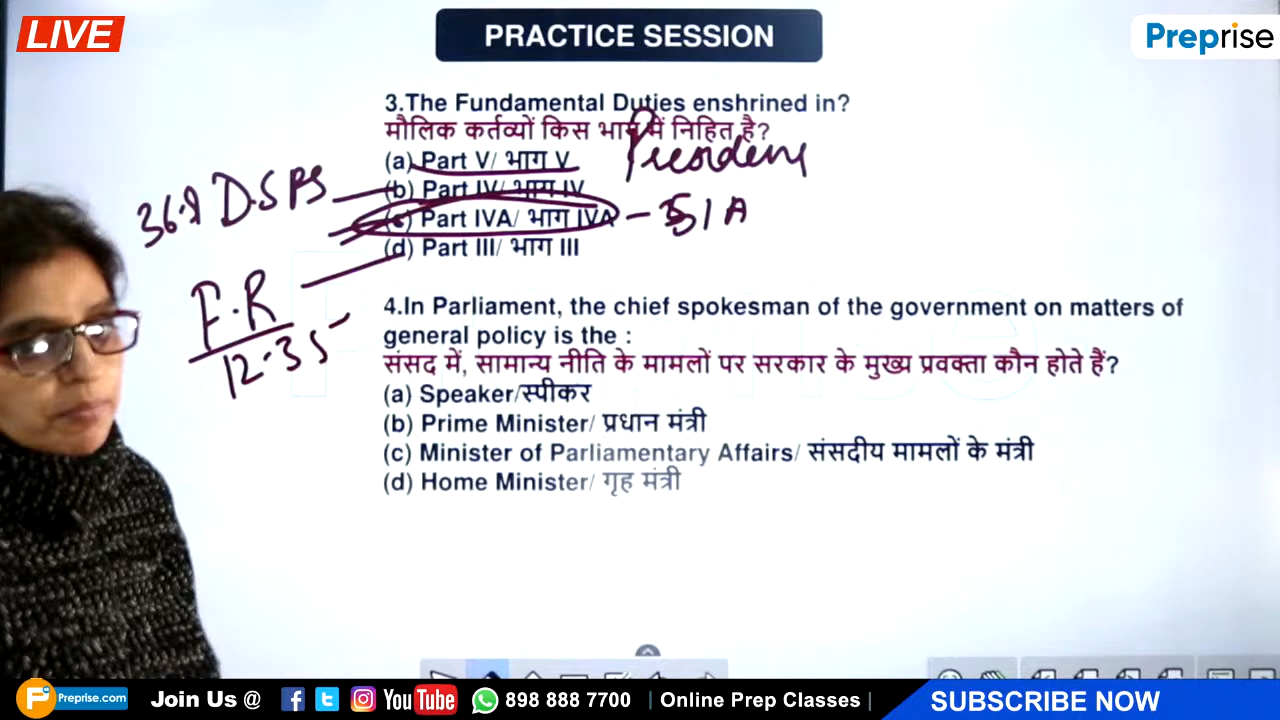 LIVE
PRACTICE SESSION
Preprise
3.The Fundamental Duties enshrined in?
मौलिक कर्तव्यों किस भाग में निहित है?
(a) Part V/ भाग V
(b) Part IV/ भाग IV
(c) Part IVA/ भाग IVA - 51A
(d) Part III/ भाग III
F.R
12-35
4.In Parliament, the chief spokesman of the government on matters of
general policy is the :
संसद में, सामान्य नीति के मामलों पर सरकार के मुख्य प्रवक्ता कौन होते हैं?
(a) Speaker/स्पीकर
(b) Prime Minister/ प्रधान मंत्री
(c) Minister of Parliamentary Affairs/ संसदीय मामलों के मंत्री
(d) Home Minister/ गृह मंत्री
Preprise.com Join Us @ YouTube 898 888 7700 | Online Prep Classes | SUBSCRIBE NOW